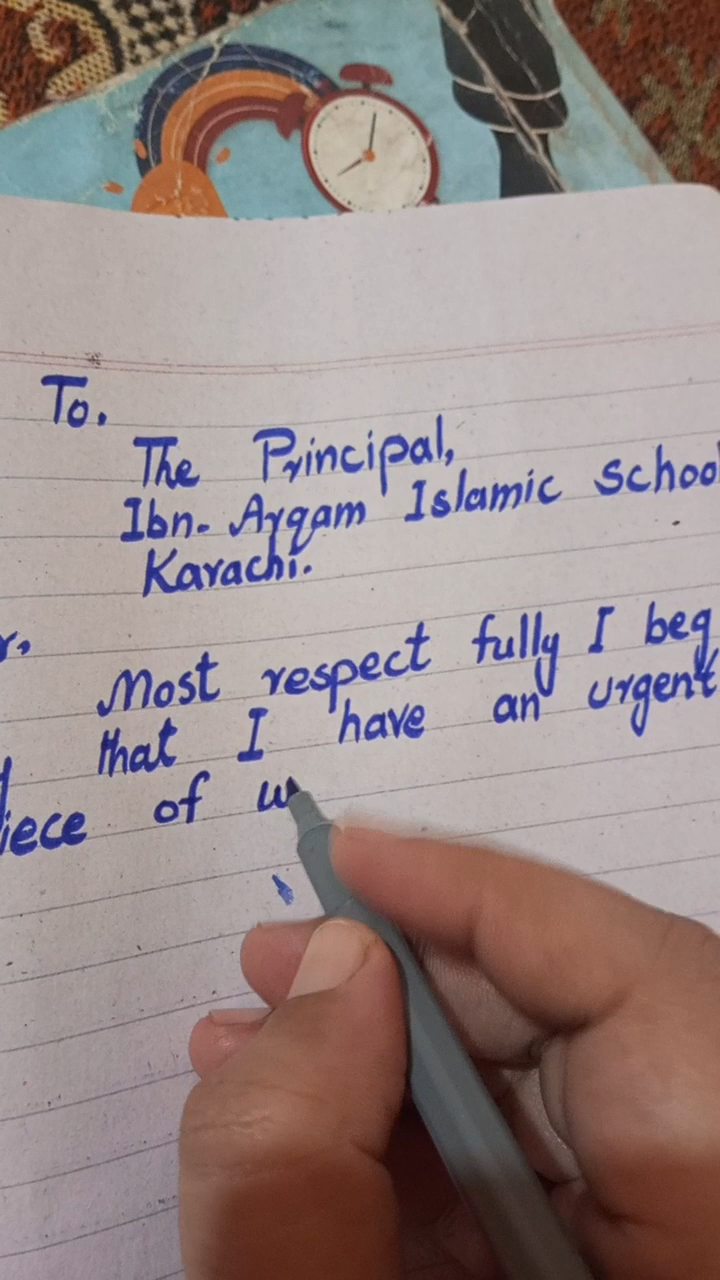 To.
The Principal,
Ibn- Arqam Islamic School
Karachi.
r,
Most respect fully I beg
that I have an urgent
iece of w